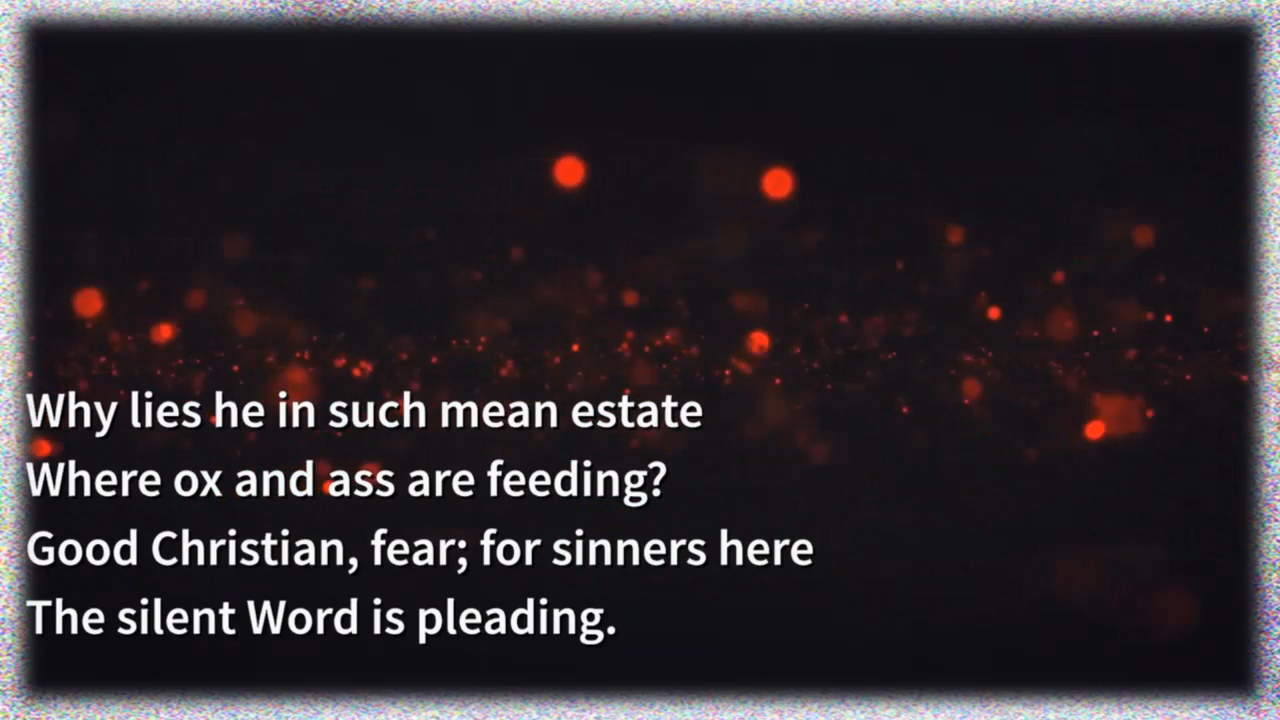 Why lies he in such mean estate
Where ox and ass are feeding?
Good Christian, fear; for sinners here
The silent Word is pleading.